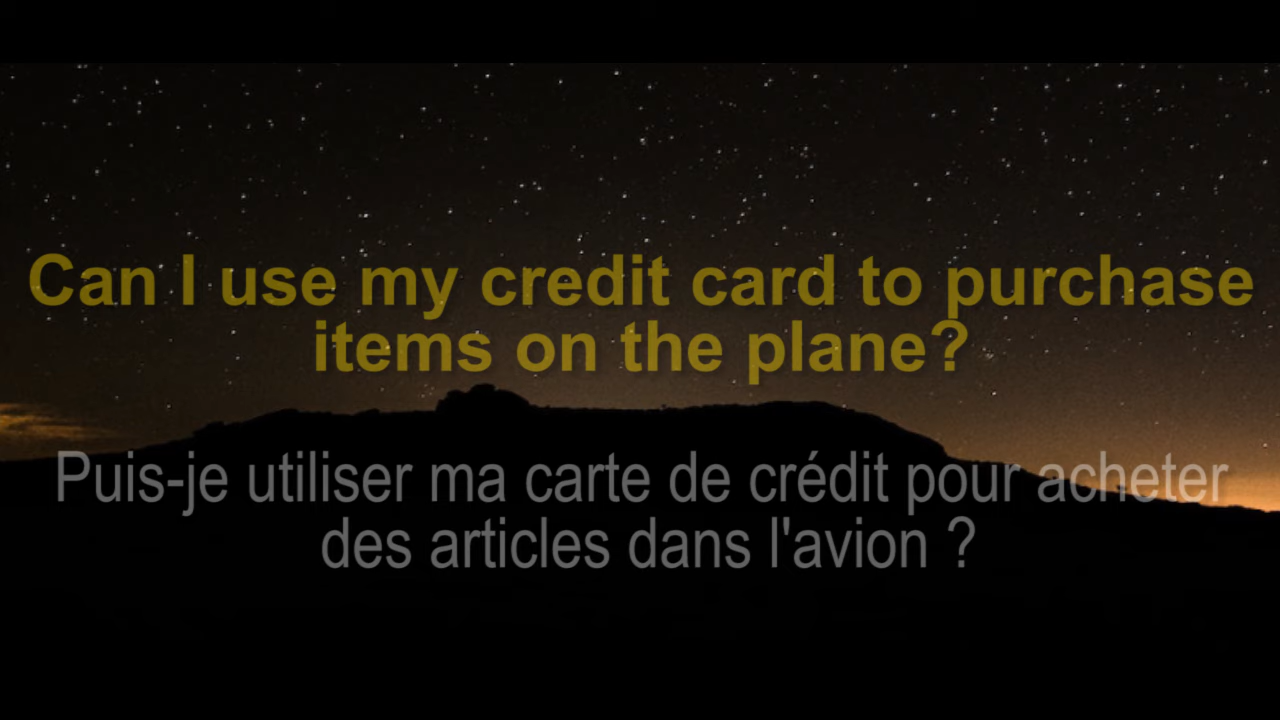 Can I use my credit card to purchase
items on the plane?
Puis-je utiliser ma carte de crédit pour acheter
des articles dans l'avion ?